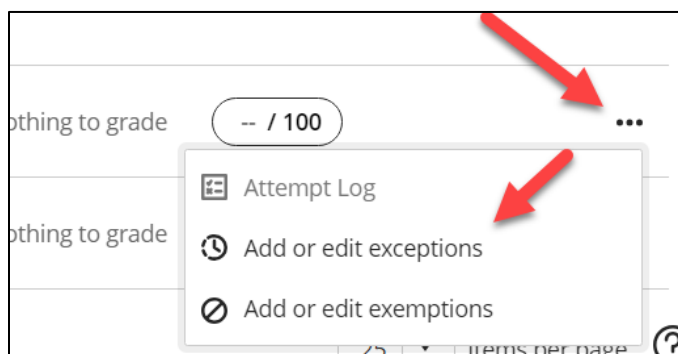 othing to grade -- / 100
Attempt Log
othing to grade
Add or edit exceptions
Add or edit exemptions
25 items per page